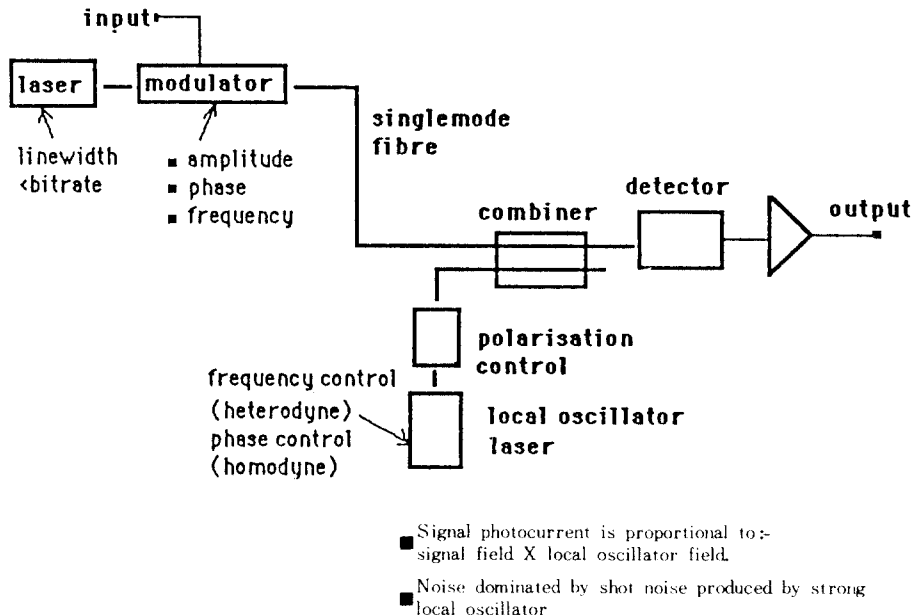 input
laser
modulator
linewidth
<bitrate
■ amplitude
■ phase
■ frequency
singlemode
fibre
combiner
detector
output
polarisation
control
frequency control
(heterodyne)
phase control
(homodyne)
local oscillator
laser
■ Signal photocurrent is proportional to:-
signal field X local oscillator field.
■ Noise dominated by shot noise produced by strong
local oscillator